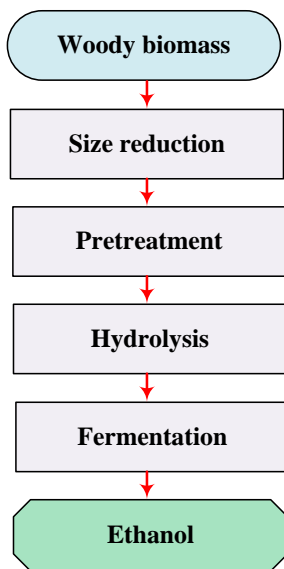 Woody biomass
Size reduction
Pretreatment
Hydrolysis
Fermentation
Ethanol